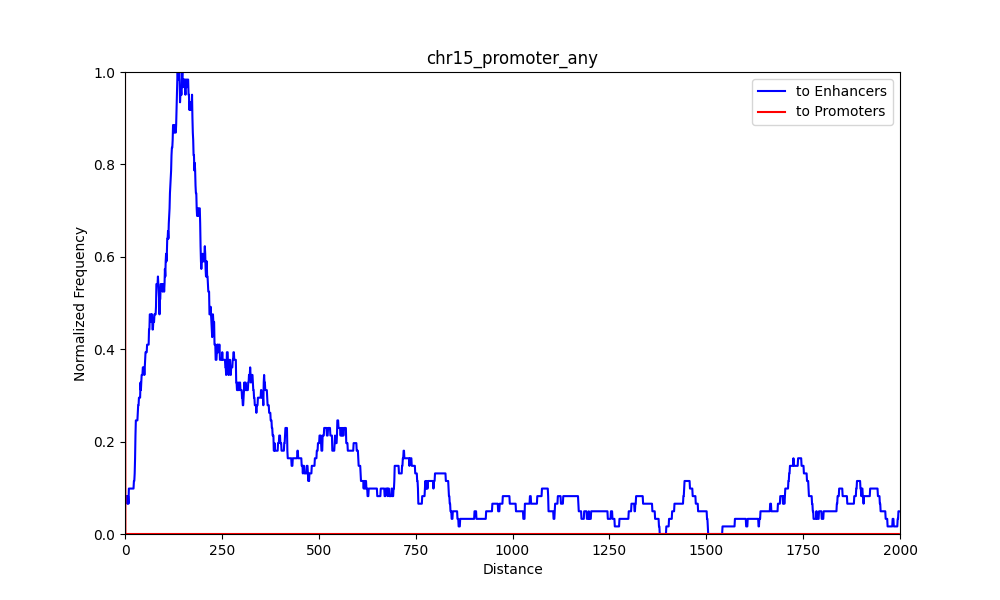 chr15_promoter_any
to Enhancers
to Promoters
Normalized Frequency
1.0
0.8
0.6
0.4
0.2
0.0
0 250 500 750 1000 1250 1500 1750 2000
Distance